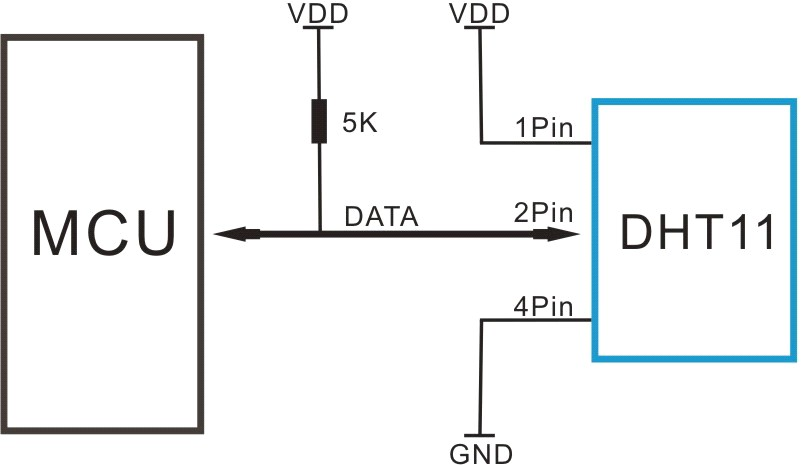 VDD
VDD
5K
1Pin
MCU
DATA
2Pin
DHT11
4Pin
GND